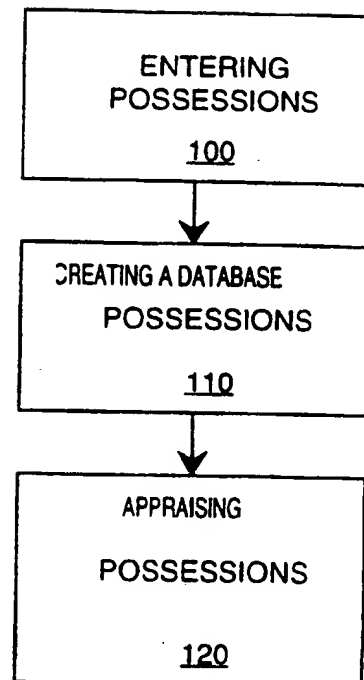 ENTERING
POSSESSIONS
100
CREATING A DATABASE
POSSESSIONS
110
APPRAISING
POSSESSIONS
120